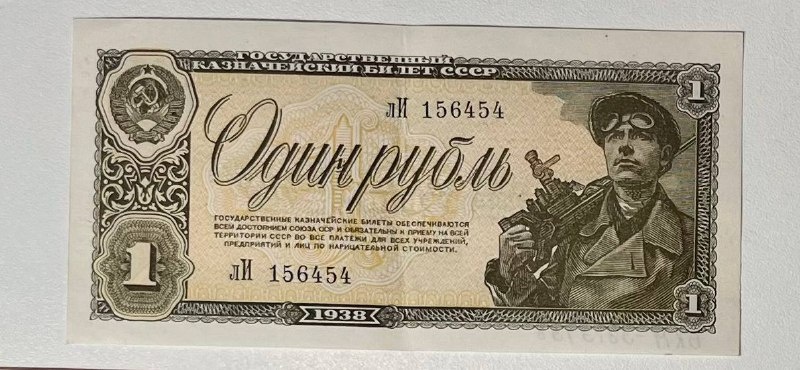 ГОСУДАРСТВЕННЫЙ
КАЗНАЧЕЙСКИЙ БИЛЕТ СССР
1
лИ 156454
Один рубль
ГОСУДАРСТВЕННЫЕ КАЗНАЧЕЙСКИЕ БИЛЕТЫ ОБЕСПЕЧИВАЮТСЯ
ВСЕМ ДОСТОЯНИЕМ СОЮЗА ССР И ОБЯЗАТЕЛЬНЫ К ПРИЕМУ НА ВСЕЙ
ТЕРРИТОРИИ СССР ВО ВСЕ ПЛАТЕЖИ ДЛЯ ВСЕХ УЧРЕЖДЕНИЙ,
ПРЕДПРИЯТИЙ И ЛИЦ ПО НАРИЦАТЕЛЬНОЙ СТОИМОСТИ.
1
лИ 156454
1938
1